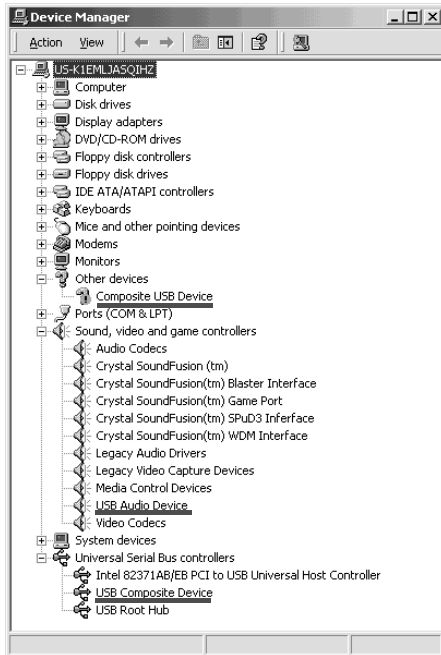 Device Manager
Action View
US-K1EMLJASQIHZ
Computer
Disk drives
Display adapters
DVD/CD-ROM drives
Floppy disk controllers
Floppy disk drives
IDE ATA/ATAPI controllers
Keyboards
Mice and other pointing devices
Modems
Monitors
Other devices
Composite USB Device
Ports (COM & LPT)
Sound, video and game controllers
Audio Codecs
Crystal SoundFusion (tm)
Crystal SoundFusion(tm) Blaster Interface
Crystal SoundFusion(tm) Game Port
Crystal SoundFusion(tm) SPuD3 Inferface
Crystal SoundFusion(tm) WDM Interface
Legacy Audio Drivers
Legacy Video Capture Devices
Media Control Devices
USB Audio Device
Video Codecs
System devices
Universal Serial Bus controllers
Intel 82371AB/EB PCI to USB Universal Host Controller
USB Composite Device
USB Root Hub